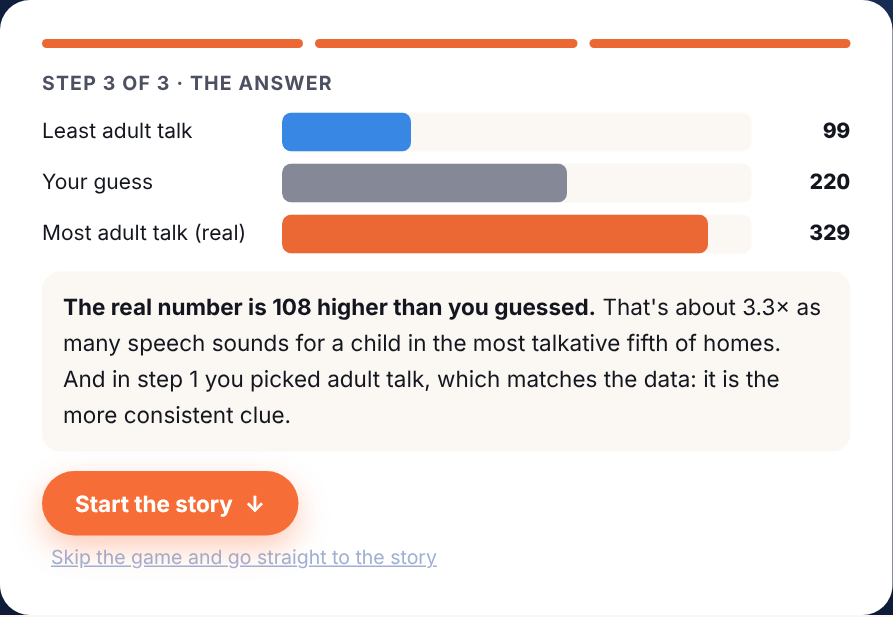 STEP 3 OF 3 · THE ANSWER
Least adult talk 99
Your guess 220
Most adult talk (real) 329
The real number is 108 higher than you guessed. That's about 3.3× as
many speech sounds for a child in the most talkative fifth of homes.
And in step 1 you picked adult talk, which matches the data: it is the
more consistent clue.
Start the story ↓
Skip the game and go straight to the story